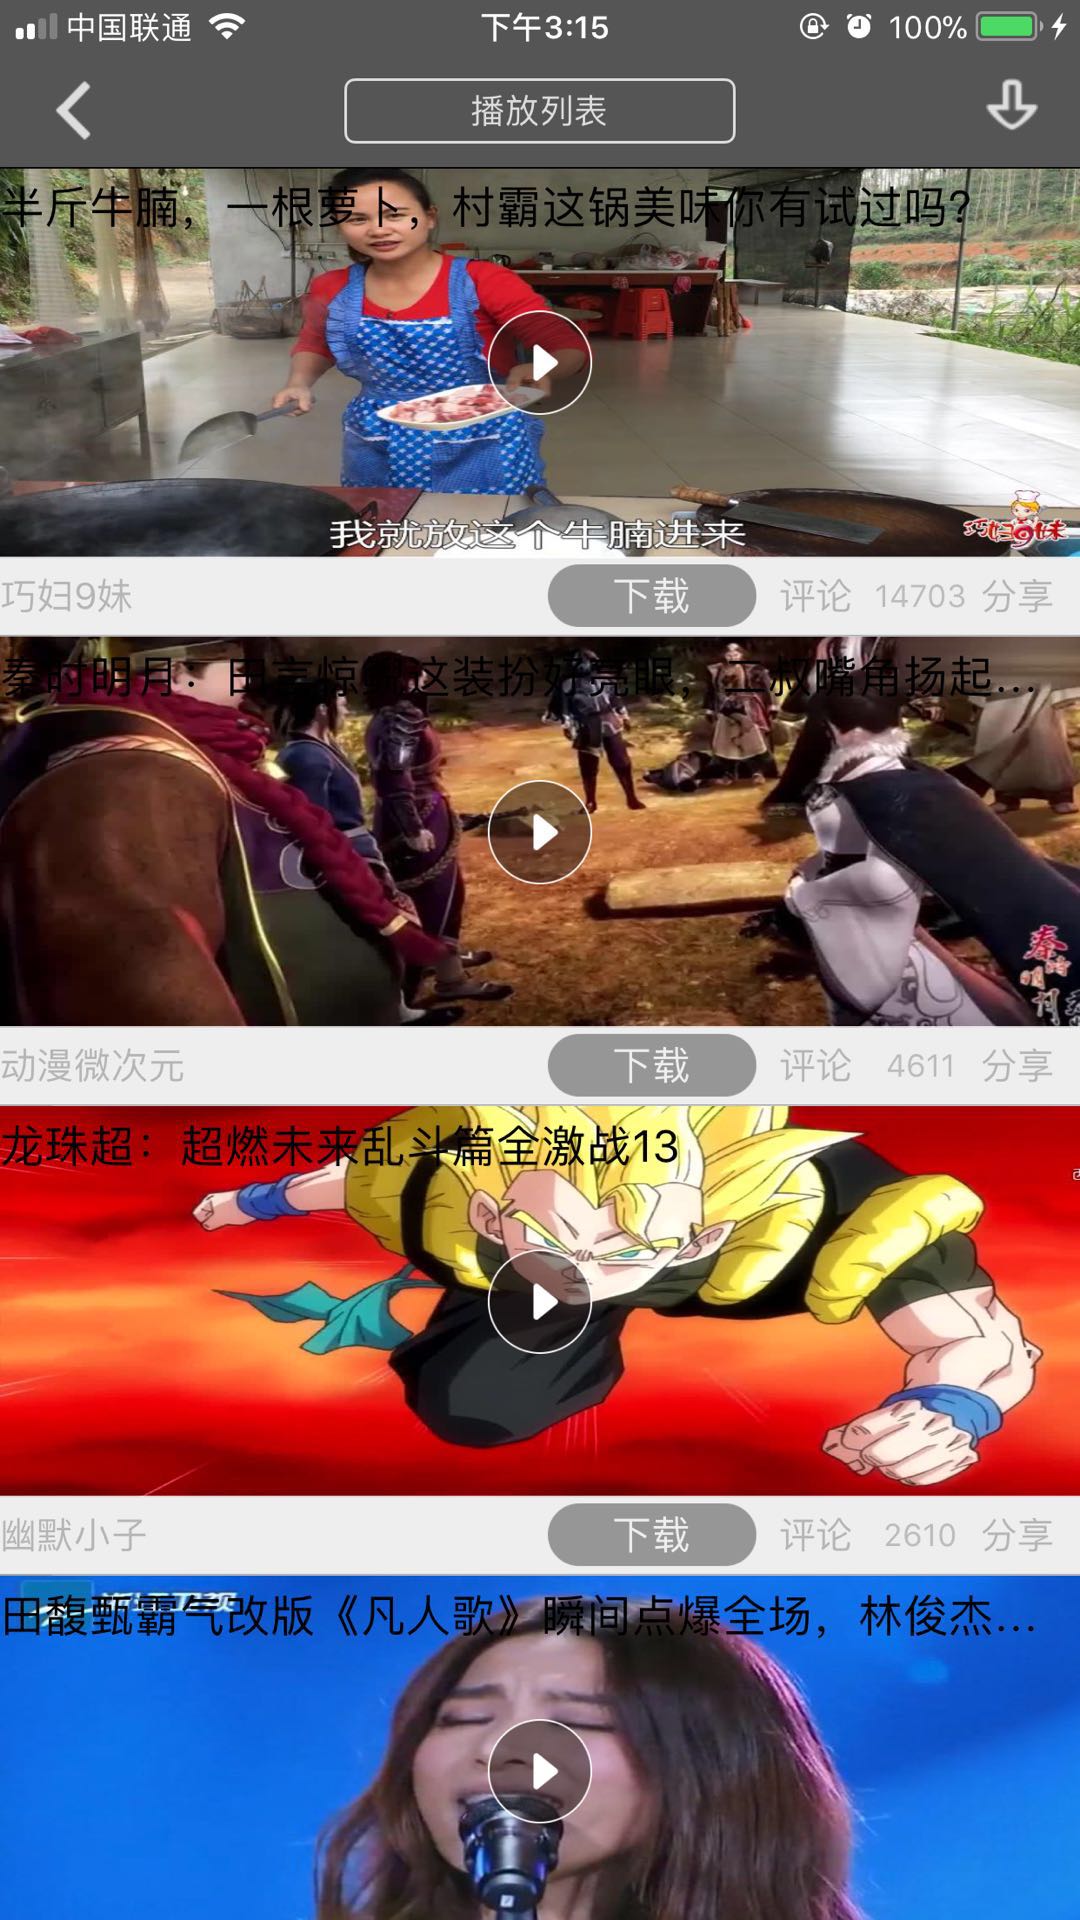 中国联通 下午3:15 100%
播放列表
半斤牛腩，一根萝卜，村霸这锅美味你有试过吗？
我就放这个牛腩进来
巧妇9妹
巧妇9妹 下载 评论 14703 分享
秦时明月：田言惊鲵这装扮好亮眼，二叔嘴角扬起...
秦时明月
动漫微次元 下载 评论 4611 分享
龙珠超：超燃未来乱斗篇全激战13
幽默小子 下载 评论 2610 分享
田馥甄霸气改版《凡人歌》瞬间点爆全场，林俊杰...